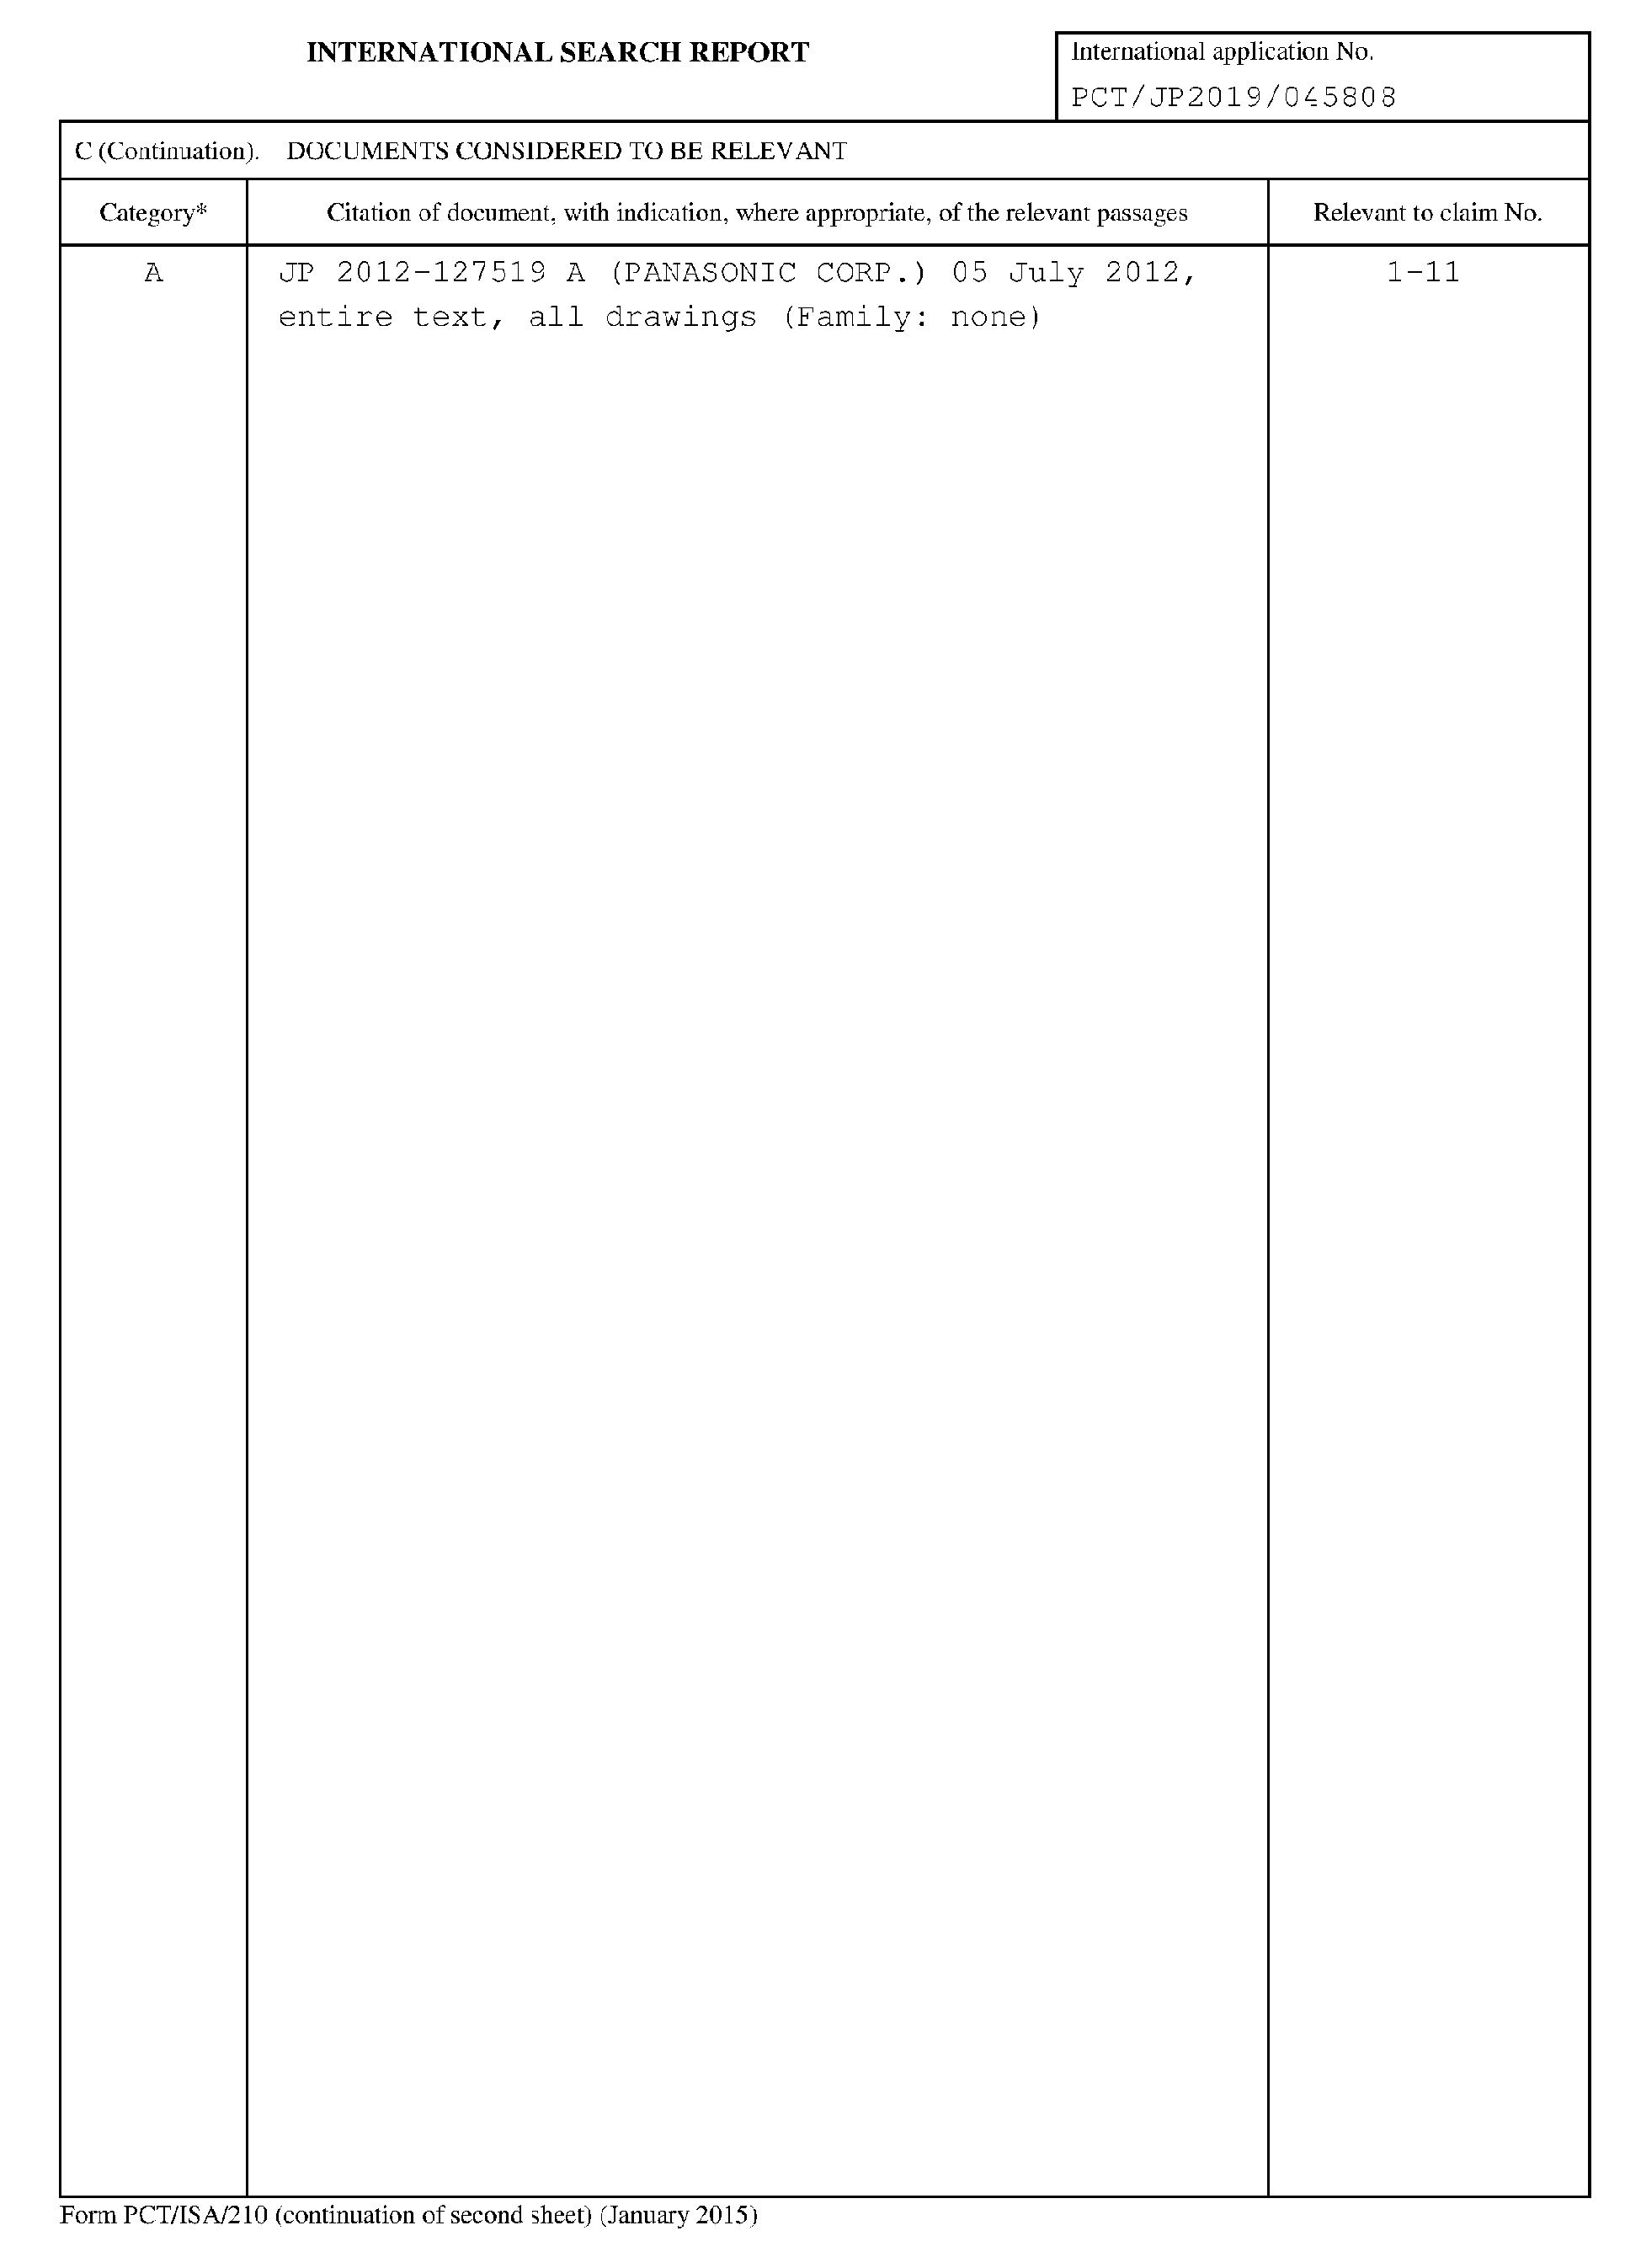 INTERNATIONAL SEARCH REPORT
International application No.
PCT/JP2019/045808
C (Continuation). DOCUMENTS CONSIDERED TO BE RELEVANT
Category*
Citation of document, with indication, where appropriate, of the relevant passages
Relevant to claim No.
A
JP 2012-127519 A (PANASONIC CORP.) 05 July 2012,
entire text, all drawings (Family: none)
1-11
Form PCT/ISA/210 (continuation of second sheet) (January 2015)